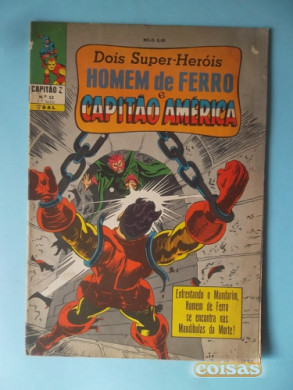 Dois Super-Heróis
HOMEM de FERRO
e
CAPITÃO AMÉRICA
CAPITÃO Z
Enfrentando o Mandarim,
Homem de Ferro
se encontra nas
Mandíbulas da Morte!
coisas